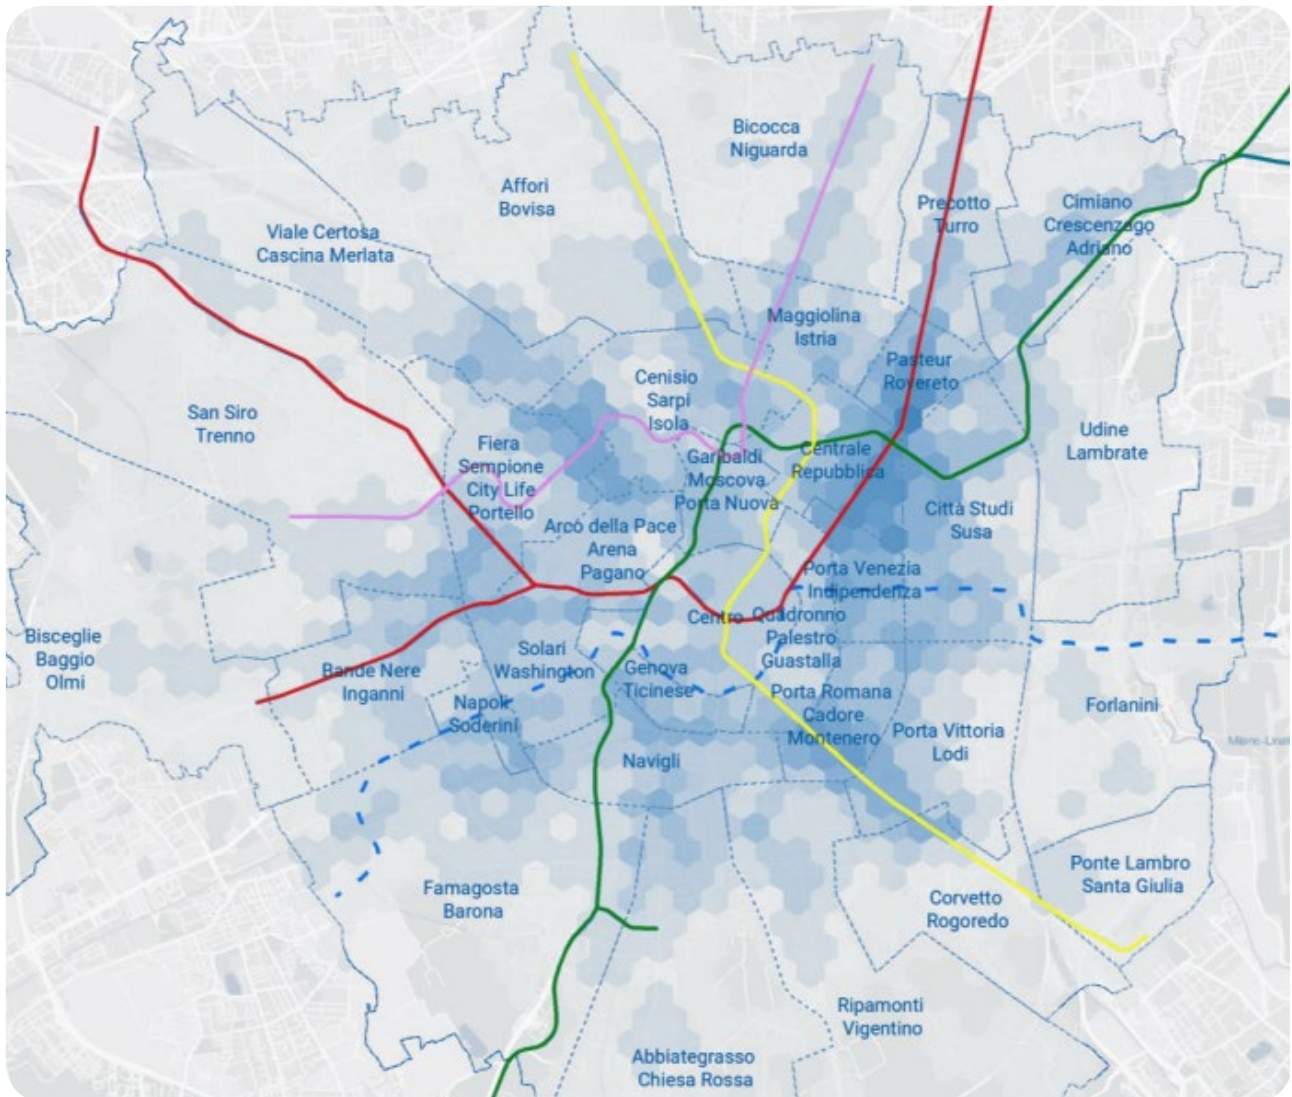 Bicocca
Niguarda
Affori
Bovisa
Precotto
Turro
Cimiano
Crescenzago
Adriano
Viale Certosa
Cascina Merlata
Maggiolina
Istria
Pasteur
Rovereto
Cenisio
Sarpi
Isola
San Siro
Trenno
Udine
Lambrate
Fiera
Sempione
City Life
Portello
Garibaldi
Moscova
Porta Nuova
Centrale
Repubblica
Città Studi
Susa
Arco della Pace
Arena
Pagano
Porta Venezia
Indipendenza
Centro
Quadronno
Palestro
Guastalla
Bisceglie
Baggio
Olmi
Bande Nere
Inganni
Solari
Washington
Genova
Ticinese
Napoli
Soderini
Porta Romana
Cadore
Montenero
Porta Vittoria
Lodi
Forlanini
Navigli
Ponte Lambro
Santa Giulia
Famagosta
Barona
Corvetto
Rogoredo
Ripamonti
Vigentino
Abbiategrasso
Chiesa Rossa